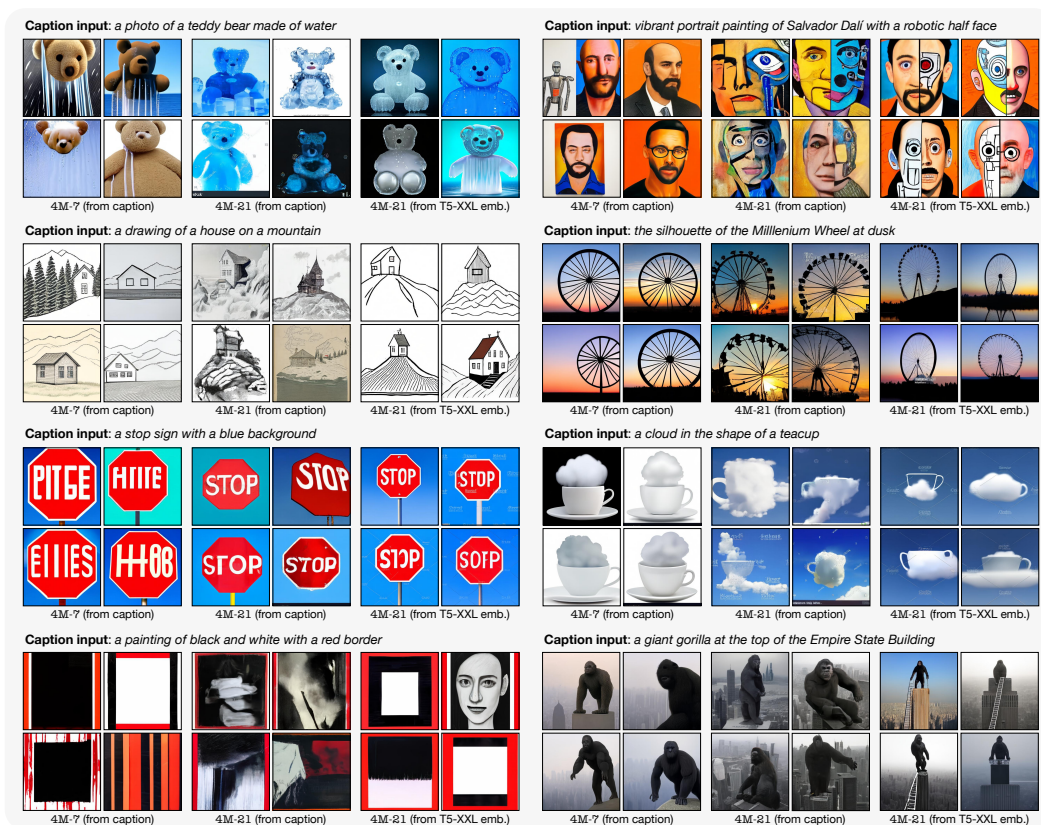 Caption input: a photo of a teddy bear made of water
4M-7 (from caption)
4M-21 (from caption)
4M-21 (from T5-XXL emb.)
Caption input: vibrant portrait painting of Salvador Dalí with a robotic half face
4M-7 (from caption)
4M-21 (from caption)
4M-21 (from T5-XXL emb.)
Caption input: a drawing of a house on a mountain
4M-7 (from caption)
4M-21 (from caption)
4M-21 (from T5-XXL emb.)
Caption input: the silhouette of the Milllenium Wheel at dusk
4M-7 (from caption)
4M-21 (from caption)
4M-21 (from T5-XXL emb.)
Caption input: a stop sign with a blue background
STOP
STOP
STOP
STDP
STOP
STOP
SOFP
4M-7 (from caption)
4M-21 (from caption)
4M-21 (from T5-XXL emb.)
Caption input: a cloud in the shape of a teacup
4M-7 (from caption)
4M-21 (from caption)
4M-21 (from T5-XXL emb.)
Caption input: a painting of black and white with a red border
4M-7 (from caption)
4M-21 (from caption)
4M-21 (from T5-XXL emb.)
Caption input: a giant gorilla at the top of the Empire State Building
4M-7 (from caption)
4M-21 (from caption)
4M-21 (from T5-XXL emb.)